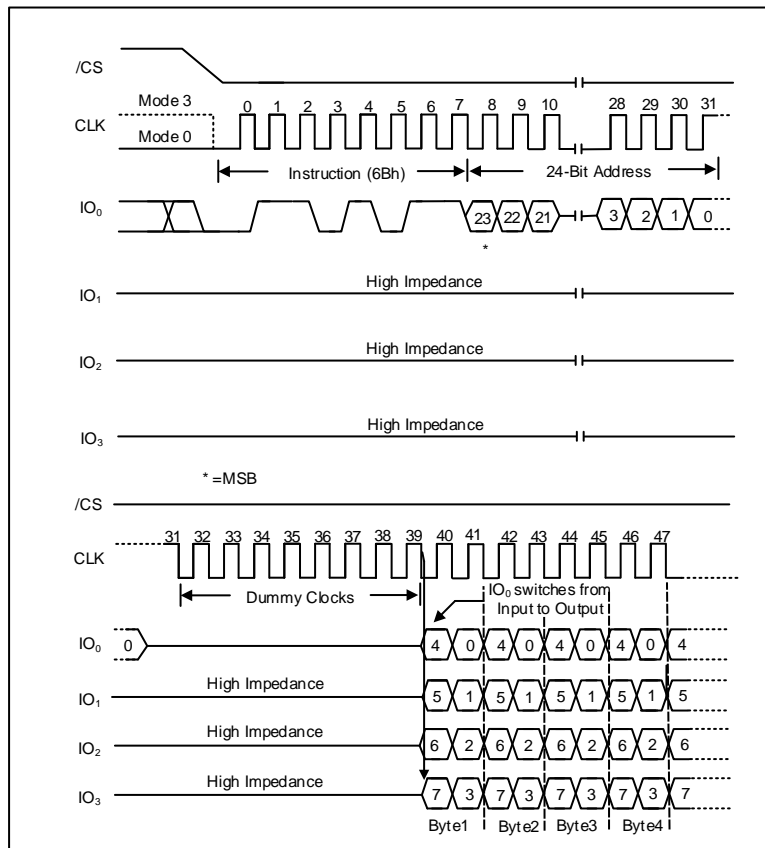 /CS
Mode 3
0 1 2 3 4 5 6 7 8 9 10 28 29 30 31
CLK
Mode 0
Instruction (6Bh) 24-Bit Address
IO0
23 22 21 3 2 1 0
*
High Impedance
IO1
High Impedance
IO2
High Impedance
IO3
* =MSB
/CS
31 32 33 34 35 36 37 38 39 40 41 42 43 44 45 46 47
CLK
Dummy Clocks
IO0 switches from
Input to Output
IO0 0 4 0 4 0 4 0 4 0 4
High Impedance
IO1 5 1 5 1 5 1 5 1 5
High Impedance
IO2 6 2 6 2 6 2 6 2 6
High Impedance
IO3 7 3 7 3 7 3 7 3 7
Byte1 Byte2 Byte3 Byte4